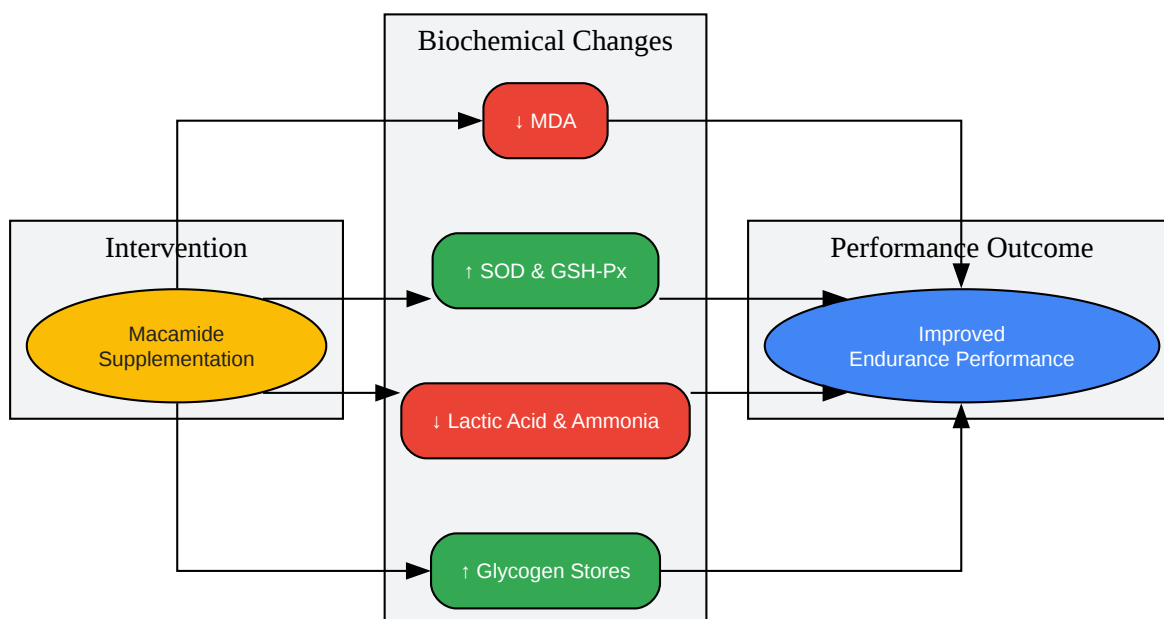 Biochemical Changes
↓ MDA
Intervention
Macamide
Supplementation
↑ SOD & GSH-Px
↓ Lactic Acid & Ammonia
↑ Glycogen Stores
Performance Outcome
Improved
Endurance Performance